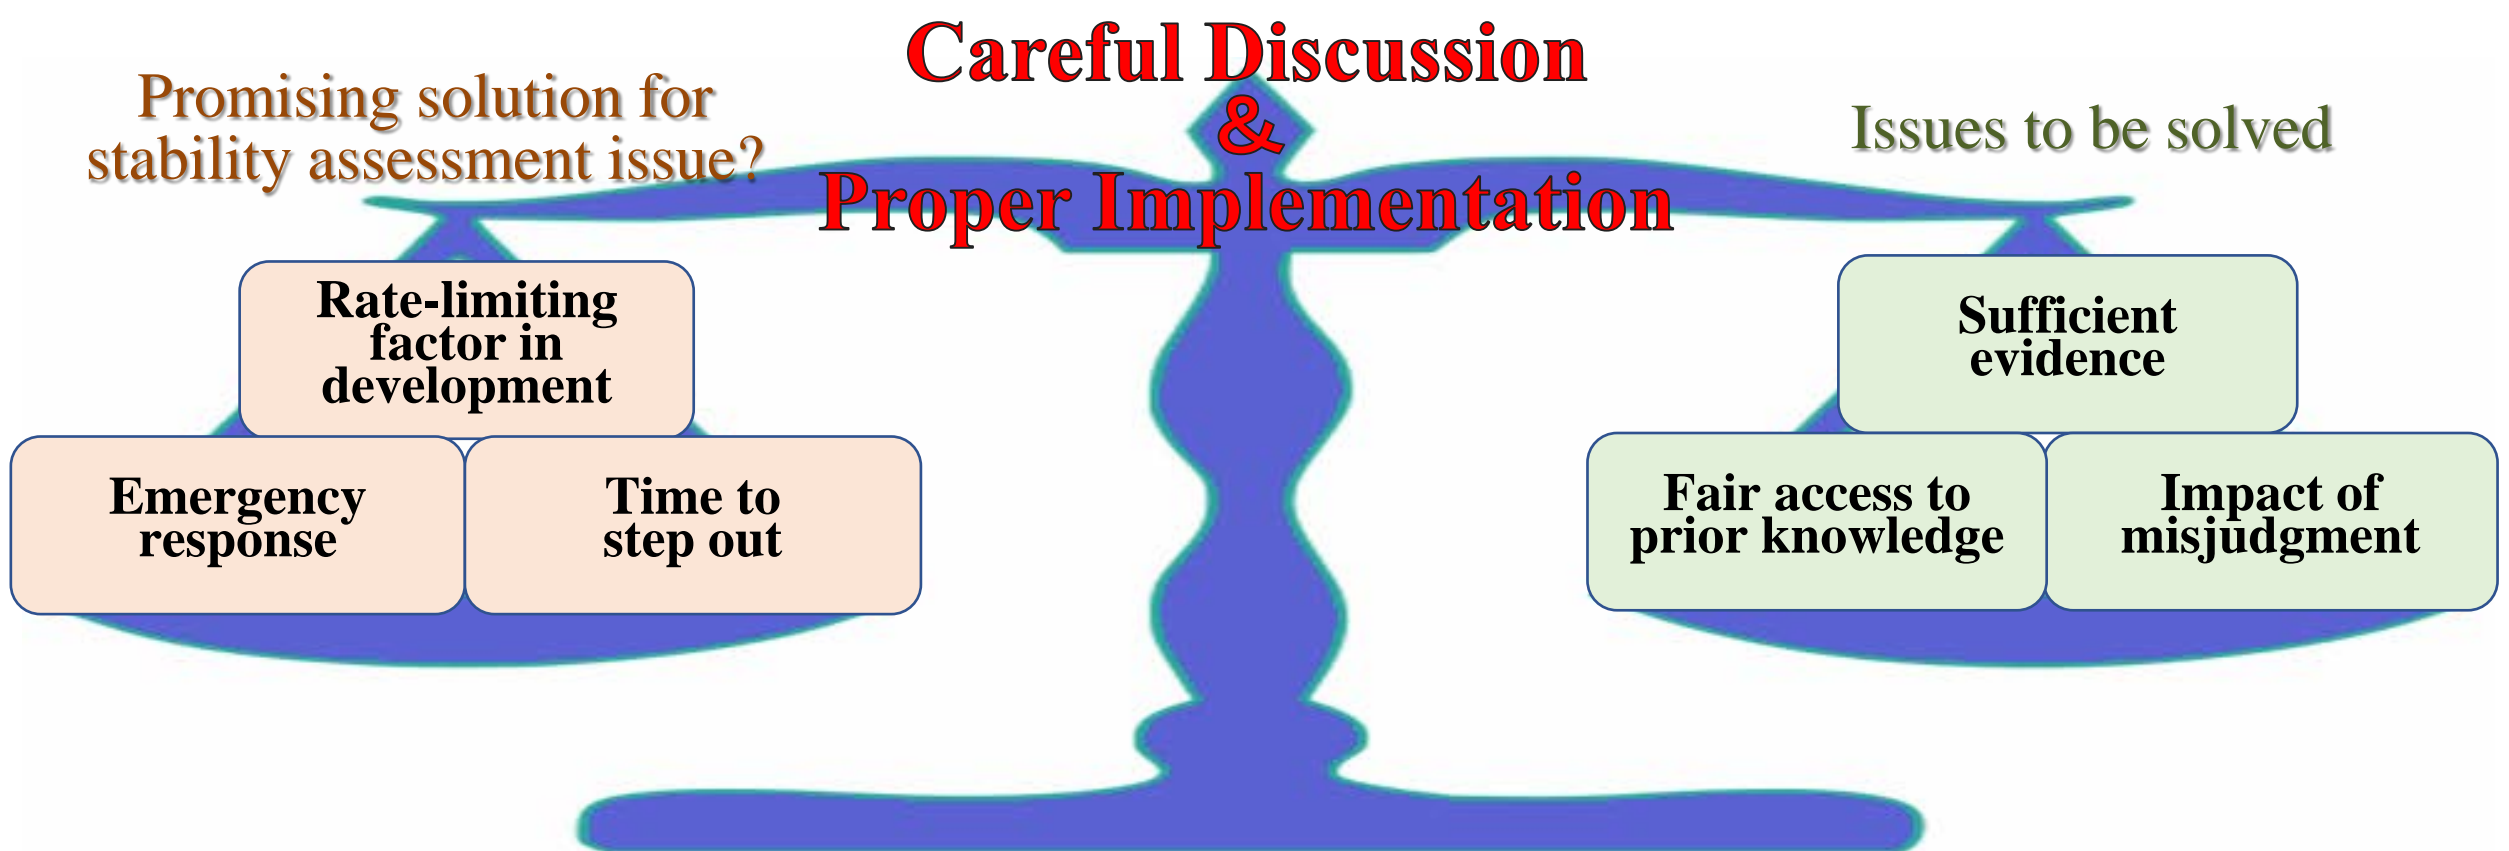 Careful Discussion
&
Proper Implementation
Promising solution for
stability assessment issue?
Rate-limiting
factor in
development
Emergency
response
Time to
step out
Issues to be solved
Sufficient
evidence
Fair access to
prior knowledge
Impact of
misjudgment